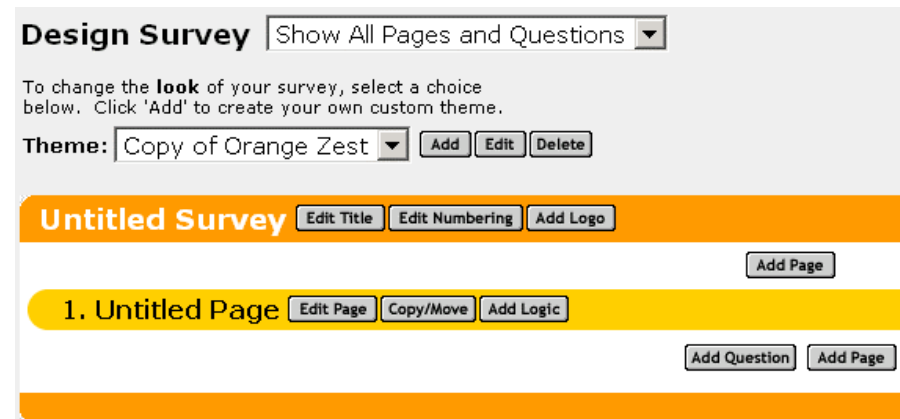 Design Survey Show All Pages and Questions
To change the look of your survey, select a choice
below. Click 'Add' to create your own custom theme.
Theme: Copy of Orange Zest Add Edit Delete
Untitled Survey Edit Title Edit Numbering Add Logo
Add Page
1. Untitled Page Edit Page Copy/Move Add Logic
Add Question Add Page